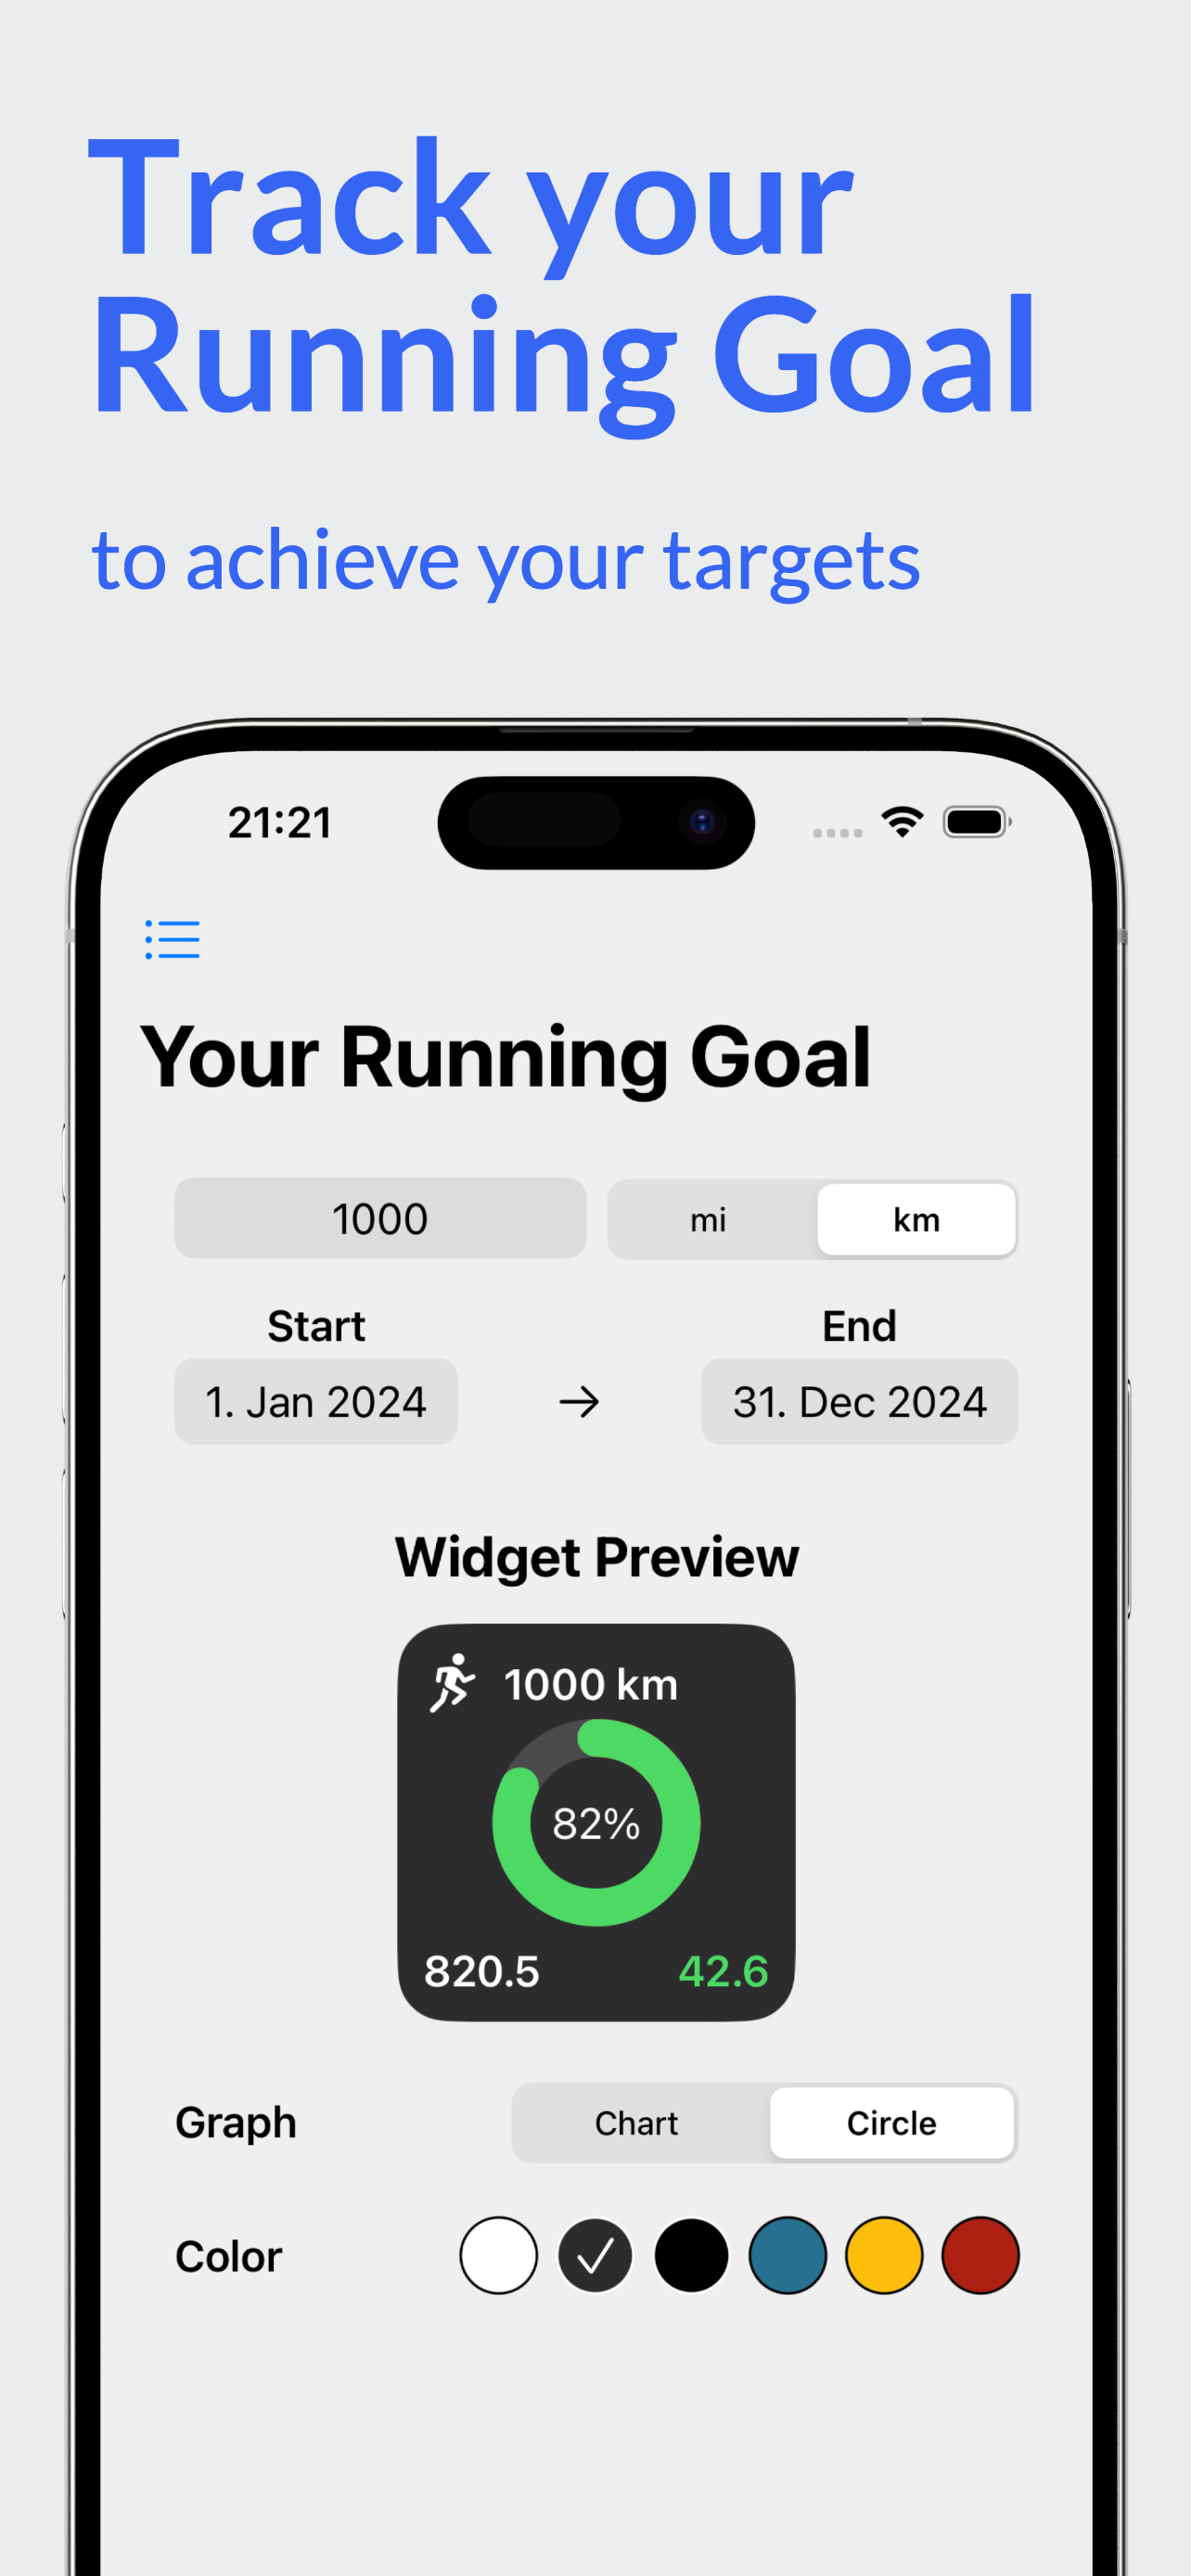 Track your
Running Goal
to achieve your targets
21:21
Your Running Goal
1000 mi km
Start End
1. Jan 2024 → 31. Dec 2024
Widget Preview
1000 km
82%
820.5 42.6
Graph Chart Circle
Color